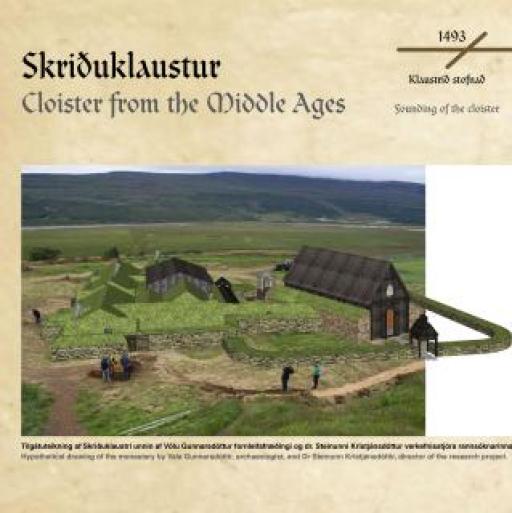 1493
Skriðuklaustur
Cloister from the Middle Ages
Klaustrið stofnað
Founding of the cloister
Tilgátuteikning af Skriðuklaustri unnin af Völu Gunnarsdóttur fornleifafræðingi og dr. Steinunni Kristjánsdóttur verkefnisstjóra rannsóknarinnar
Hypothetical drawing of the monastery by Vala Gunnarsdóttir, archaeologist, and Dr Steinunn Kristjánsdóttir, director of the research project.